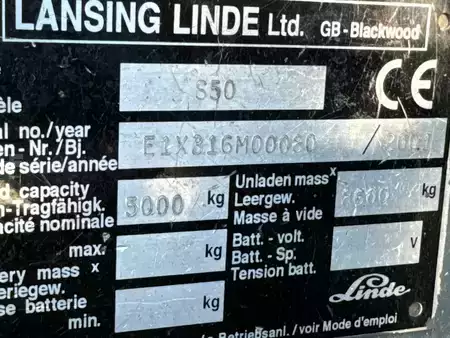 LANSING LINDE Ltd. GB-Blackwood
S50
èle
CE
al no./year
en - Nr./Bj. E1X316M00080 /
de série/année
d capacity
n-Tragfähigk. 5000 kg
acité nominale
Unladen mass x
Leergew. kg
Masse à vide
max. kg
Batt. - volt.
Batt. - Sp. V
Tension batt.
ery mass x
eriegew. kg
se batterie
min.
Linde
Betriebsanl. / voir Mode d'emploi